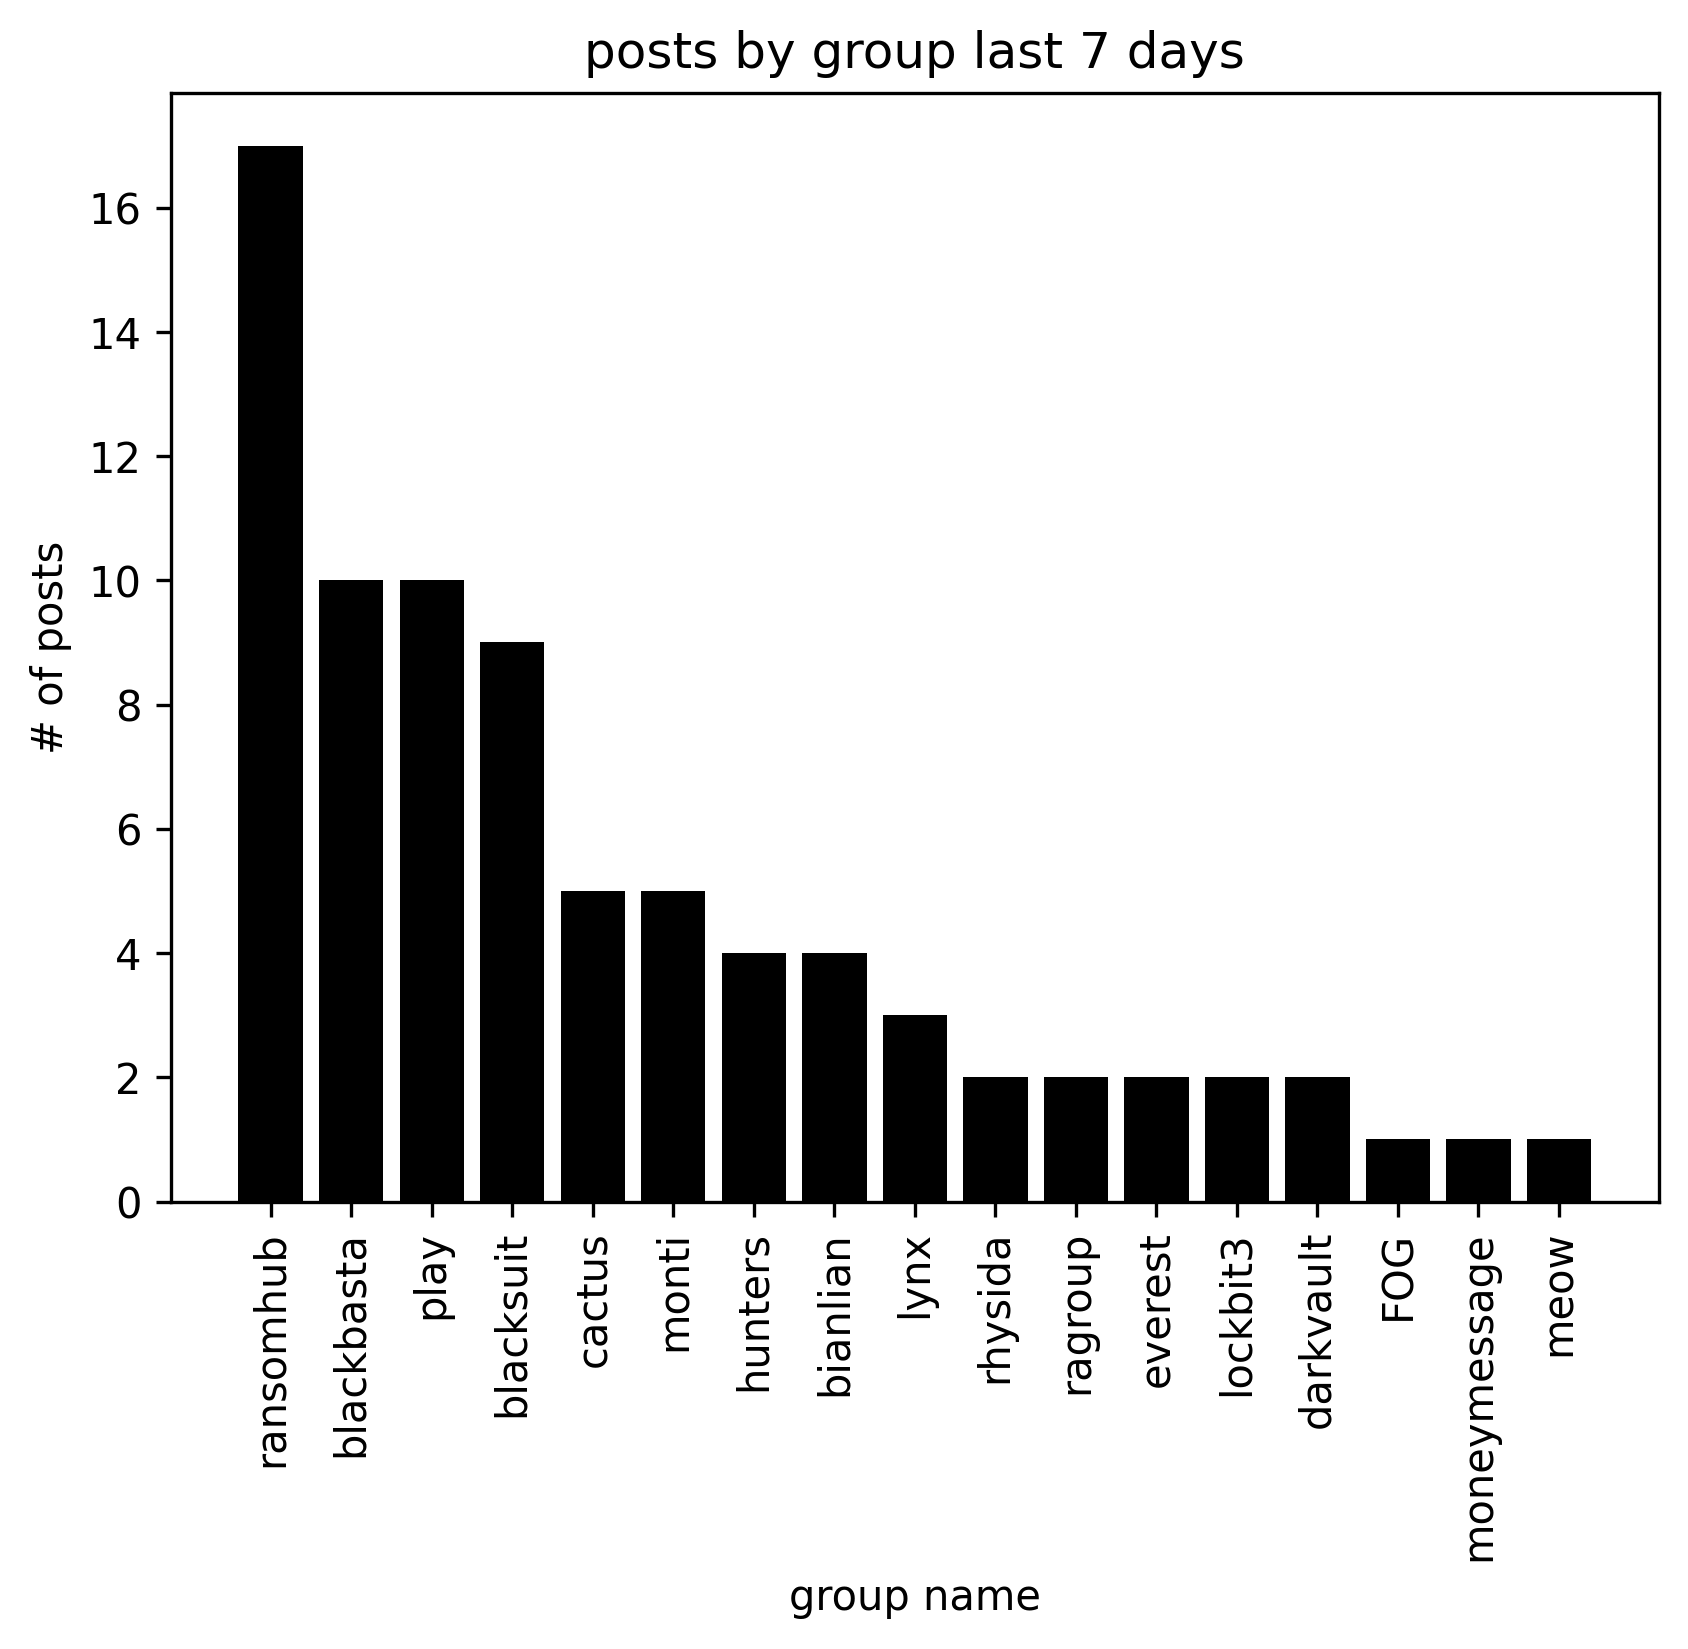 posts by group last 7 days
# of posts
16
14
12
10
8
6
4
2
0
ransomhub
blackbasta
play
blacksuit
cactus
monti
hunters
bianlian
lynx
rhysida
ragroup
everest
lockbit3
darkvault
FOG
moneymessage
meow
group name